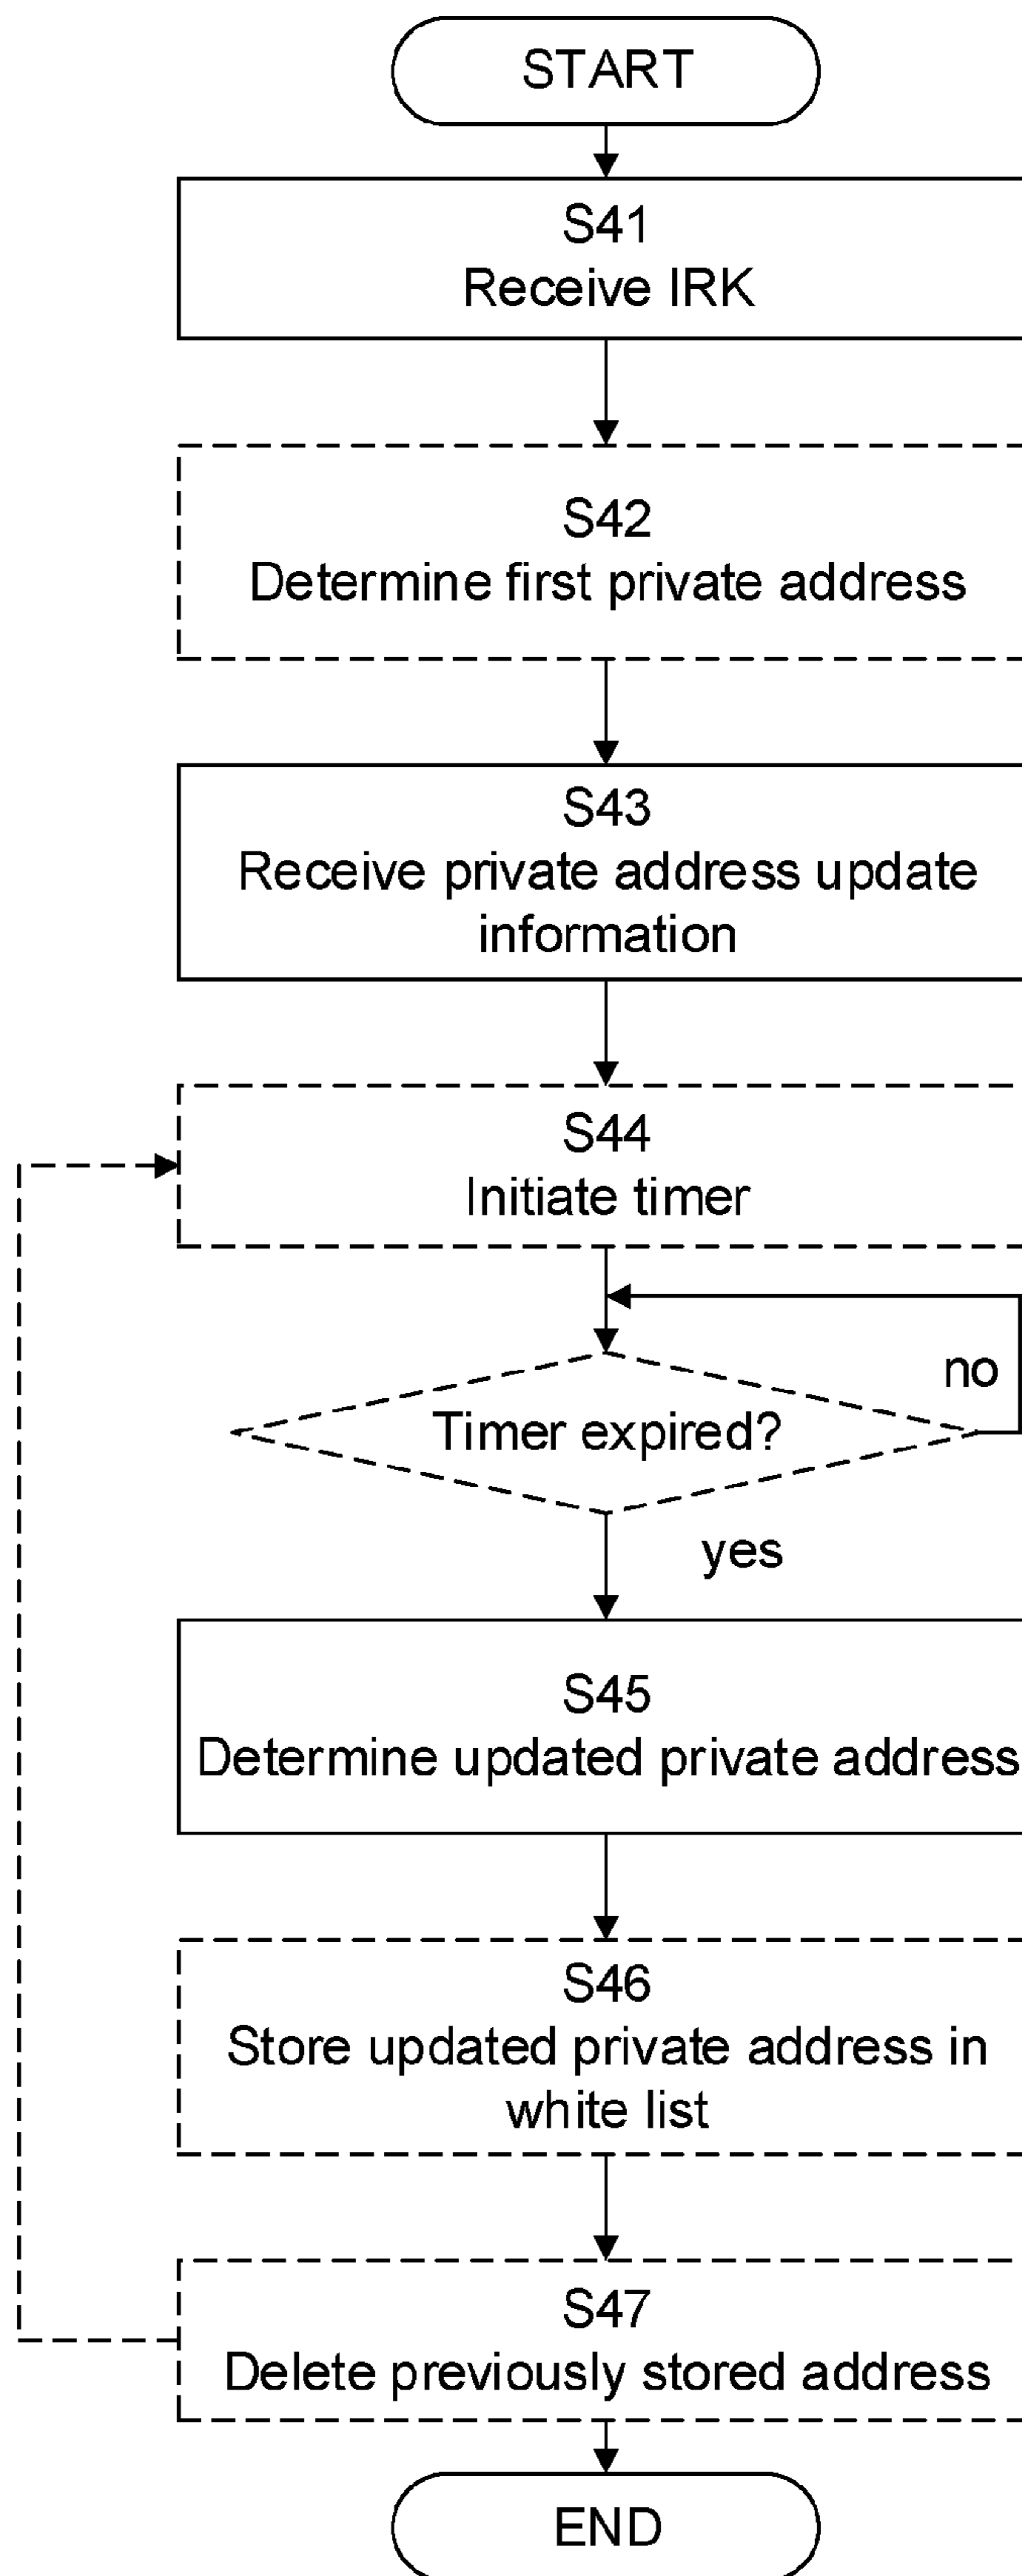 START
S41
Receive IRK
S42
Determine first private address
S43
Receive private address update
information
S44
Initiate timer
no
Timer expired?
yes
S45
Determine updated private address
S46
Store updated private address in
white list
S47
Delete previously stored address
END